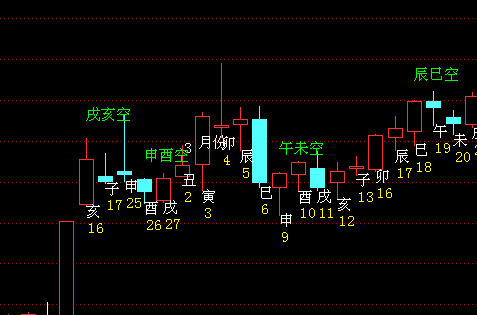 辰巳空
戌亥空
申酉空
午未空
3月份
亥
16
子
17
申
25
酉
26
戌
27
丑
2
寅
3
卯
4
辰
5
巳
6
申
9
酉
10
戌
11
亥
12
子
13
卯
16
辰
17
巳
18
午
19
未
20